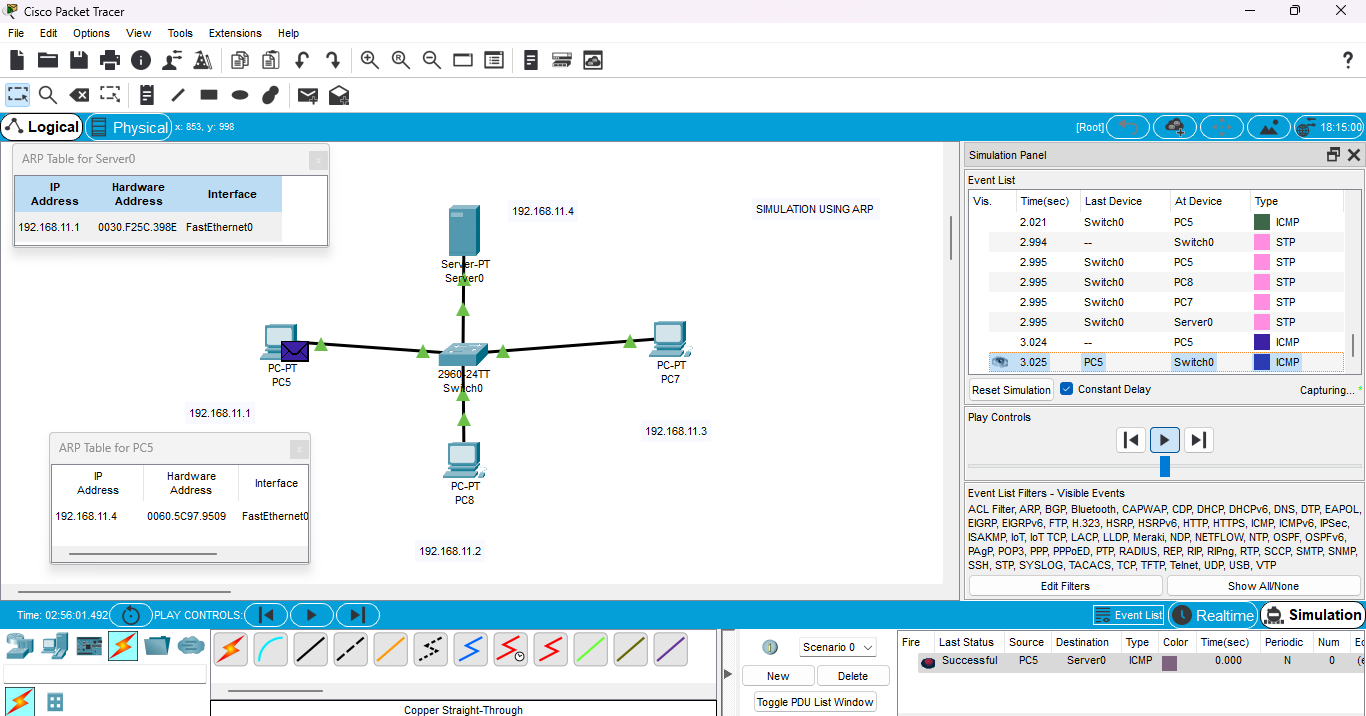 Cisco Packet Tracer
File Edit Options View Tools Extensions Help
Logical Physical x: 853, y: 998 [Root] 18:15:00
ARP Table for Server0
IP Address Hardware Address Interface
192.168.11.1 0030.F25C.398E FastEthernet0
192.168.11.4
SIMULATION USING ARP
Server-PT
Server0
PC-PT
PC5
2960-24TT
Switch0
PC-PT
PC7
192.168.11.1
192.168.11.3
PC-PT
PC8
192.168.11.2
ARP Table for PC5
IP Address Hardware Address Interface
192.168.11.4 0060.5C97.9509 FastEthernet0
Simulation Panel
Event List
Vis. Time(sec) Last Device At Device Type
2.021 Switch0 PC5 ICMP
2.994 -- Switch0 STP
2.995 Switch0 PC5 STP
2.995 Switch0 PC8 STP
2.995 Switch0 PC7 STP
2.995 Switch0 Server0 STP
3.024 -- PC5 ICMP
3.025 PC5 Switch0 ICMP
Reset Simulation Constant Delay Capturing... *
Play Controls
Event List Filters - Visible Events
ACL Filter, ARP, BGP, Bluetooth, CAPWAP, CDP, DHCP, DHCPv6, DNS, DTP, EAPOL,
EIGRP, EIGRPv6, FTP, H.323, HSRP, HSRPv6, HTTP, HTTPS, ICMP, ICMPv6, IPSec,
ISAKMP, IoT, IoT TCP, LACP, LLDP, Meraki, NDP, NETFLOW, NTP, OSPF, OSPFv6,
PAgP, POP3, PPP, PPPoED, PTP, RADIUS, REP, RIP, RIPng, RTP, SCCP, SMTP, SNMP,
SSH, STP, SYSLOG, TACACS, TCP, TFTP, Telnet, UDP, USB, VTP
Edit Filters Show All/None
Time: 02:56:01.492 PLAY CONTROLS: Event List Realtime Simulation
Scenario 0
New Delete
Toggle PDU List Window
Fire Last Status Source Destination Type Color Time(sec) Periodic Num
Successful PC5 Server0 ICMP 0.000 N 0 (e
Copper Straight-Through